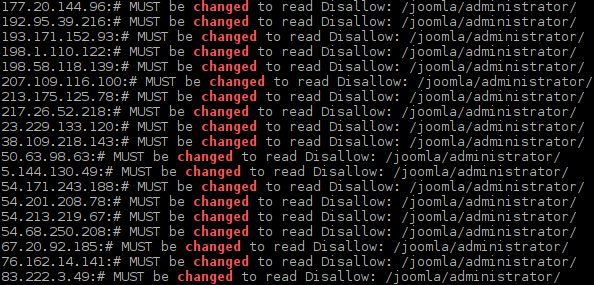 177.20.144.96:# MUST be changed to read Disallow: /joomla/administrator/
192.95.39.216:# MUST be changed to read Disallow: /joomla/administrator/
193.171.152.93:# MUST be changed to read Disallow: /joomla/administrator/
198.1.110.122:# MUST be changed to read Disallow: /joomla/administrator/
198.58.118.139:# MUST be changed to read Disallow: /joomla/administrator/
207.109.116.100:# MUST be changed to read Disallow: /joomla/administrator/
213.175.125.78:# MUST be changed to read Disallow: /joomla/administrator/
217.26.52.218:# MUST be changed to read Disallow: /joomla/administrator/
23.229.133.120:# MUST be changed to read Disallow: /joomla/administrator/
38.109.218.143:# MUST be changed to read Disallow: /joomla/administrator/
50.63.98.63:# MUST be changed to read Disallow: /joomla/administrator/
5.144.130.49:# MUST be changed to read Disallow: /joomla/administrator/
54.171.243.188:# MUST be changed to read Disallow: /joomla/administrator/
54.201.208.78:# MUST be changed to read Disallow: /joomla/administrator/
54.213.219.67:# MUST be changed to read Disallow: /joomla/administrator/
54.68.250.208:# MUST be changed to read Disallow: /joomla/administrator/
67.20.92.185:# MUST be changed to read Disallow: /joomla/administrator/
76.162.14.141:# MUST be changed to read Disallow: /joomla/administrator/
83.222.3.49:# MUST be changed to read Disallow: /joomla/administrator/